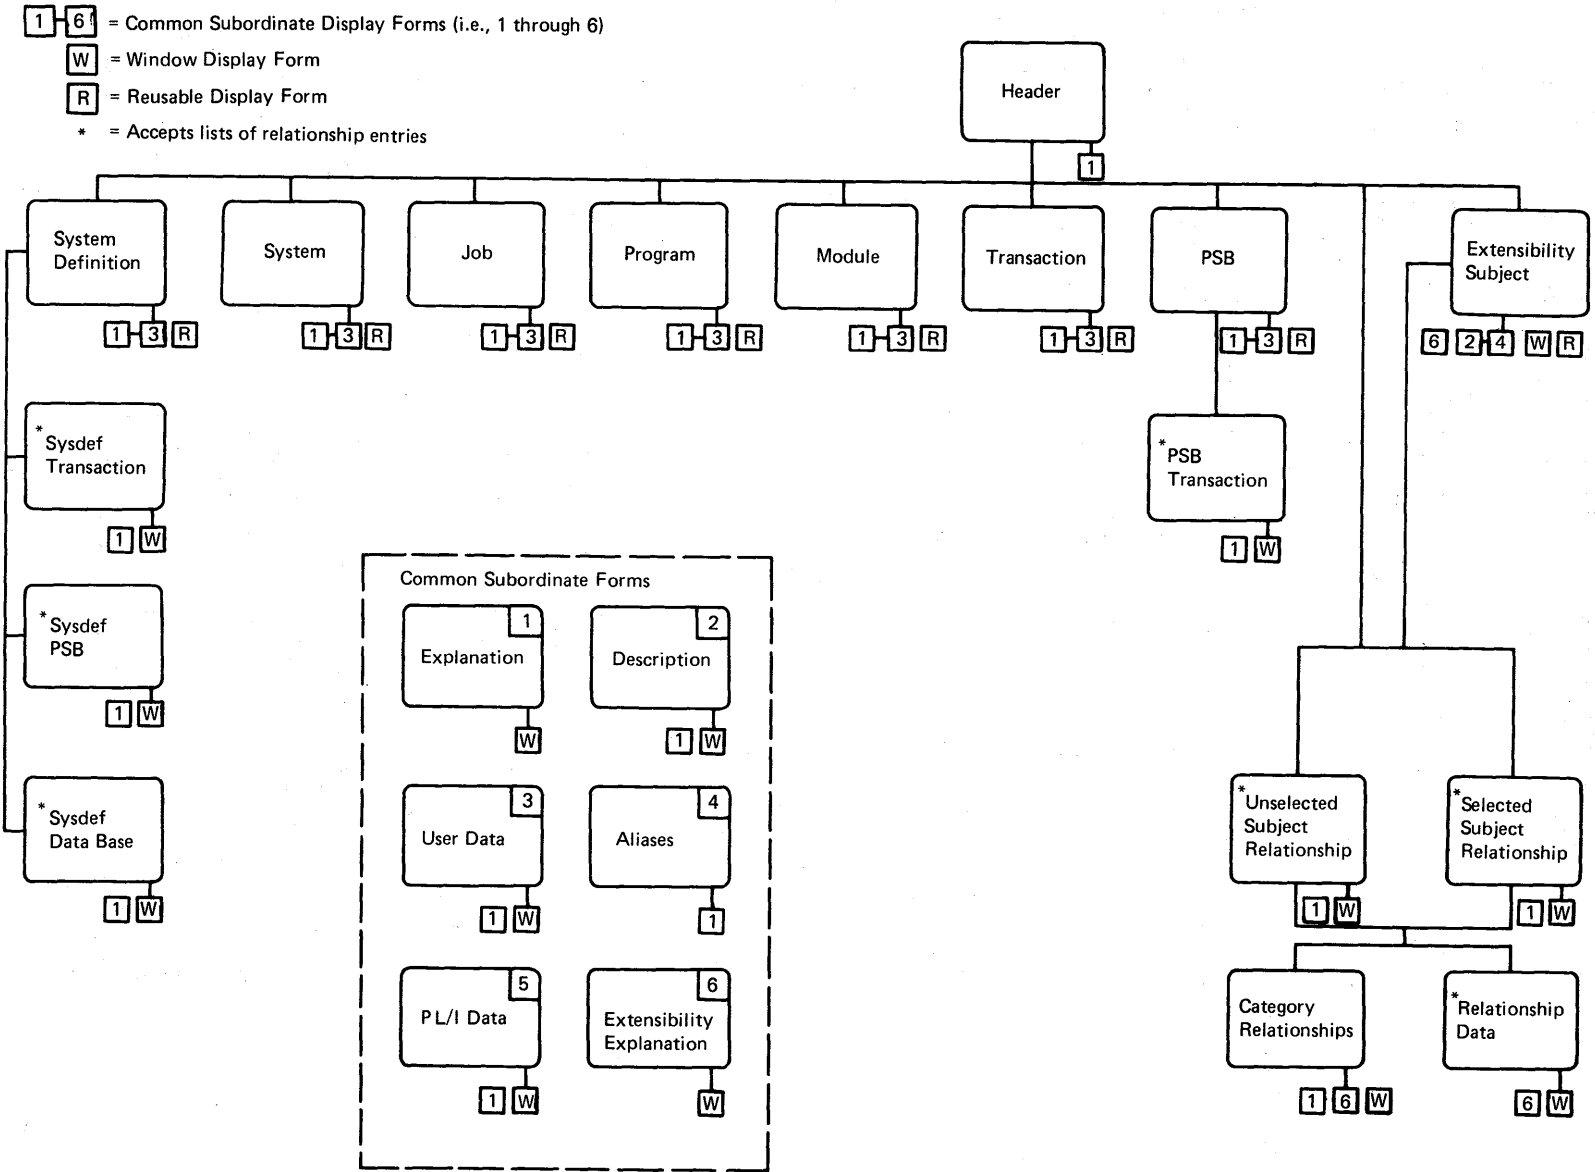 1 6 = Common Subordinate Display Forms (i.e., 1 through 6)
W = Window Display Form
R = Reusable Display Form
* = Accepts lists of relationship entries
Header
1
System
Definition
1 3 R
System
1 3 R
Job
1 3 R
Program
1 3 R
Module
1 3 R
Transaction
1 3 R
PSB
1 3 R
Extensibility
Subject
6 2 4 W R
* Sysdef
Transaction
1 W
* PSB
Transaction
1 W
* Sysdef
PSB
1 W
* Sysdef
Data Base
1 W
Common Subordinate Forms
1
Explanation
W
2
Description
1 W
3
User Data
1 W
4
Aliases
1
5
PL/I Data
1 W
6
Extensibility
Explanation
W
* Unselected
Subject
Relationship
1 W
* Selected
Subject
Relationship
1 W
Category
Relationships
1 6 W
* Relationship
Data
6 W